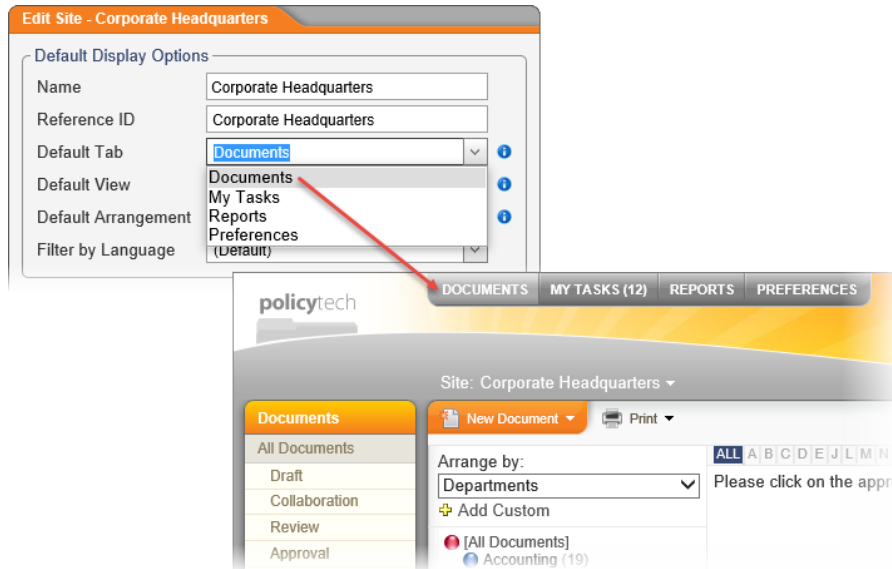 Edit Site - Corporate Headquarters
Default Display Options
Name Corporate Headquarters
Reference ID Corporate Headquarters
Default Tab Documents
Default View Documents
My Tasks
Default Arrangement Reports
Preferences
Filter by Language (Default)
policytech
DOCUMENTS MY TASKS (12) REPORTS PREFERENCES
Site: Corporate Headquarters
Documents
New Document Print
All Documents
Draft
Collaboration
Review
Approval
Arrange by:
Departments
Add Custom
[All Documents]
Accounting (19)
ALL A B C D E J L M N
Please click on the appr